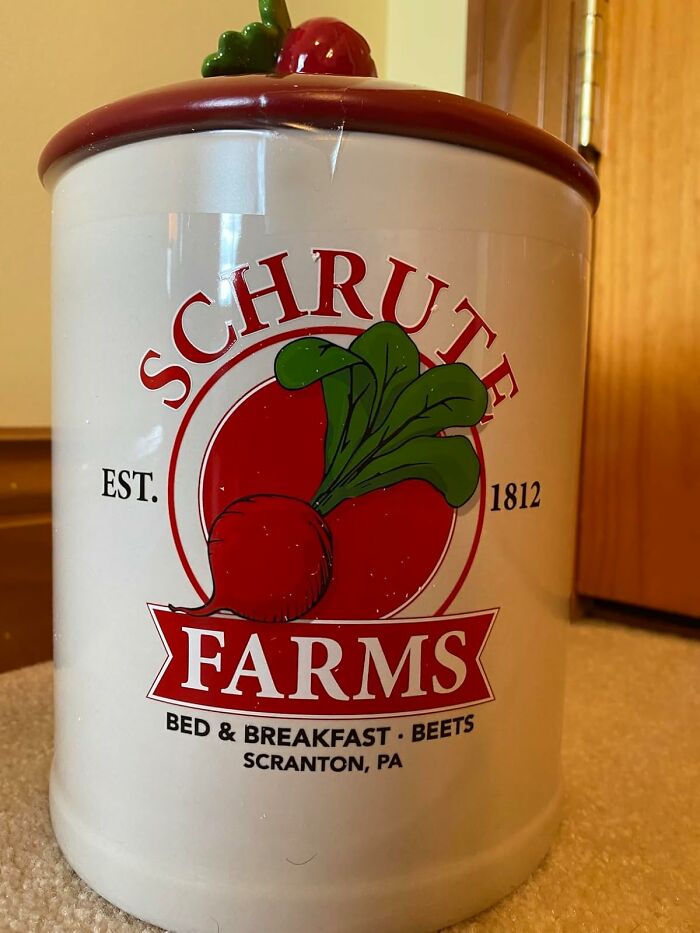 SCHRUTE
EST. 1812
FARMS
BED & BREAKFAST · BEETS
SCRANTON, PA